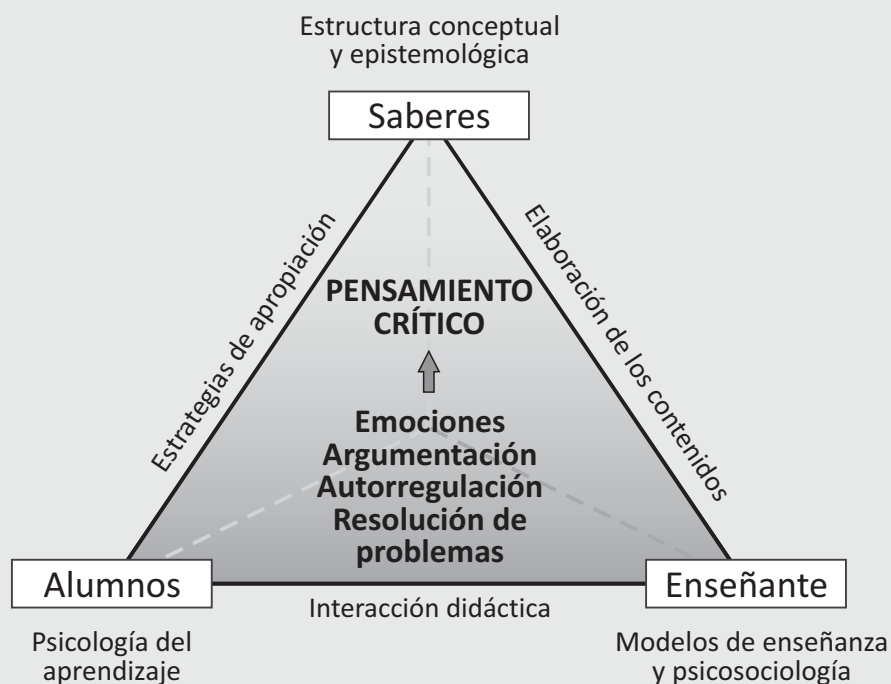 Estructura conceptual
y epistemológica
Saberes
Estrategias de apropiación
Elaboración de los contenidos
PENSAMIENTO
CRÍTICO
Emociones
Argumentación
Autorregulación
Resolución de
problemas
Alumnos
Enseñante
Interacción didáctica
Psicología del
aprendizaje
Modelos de enseñanza
y psicosociología